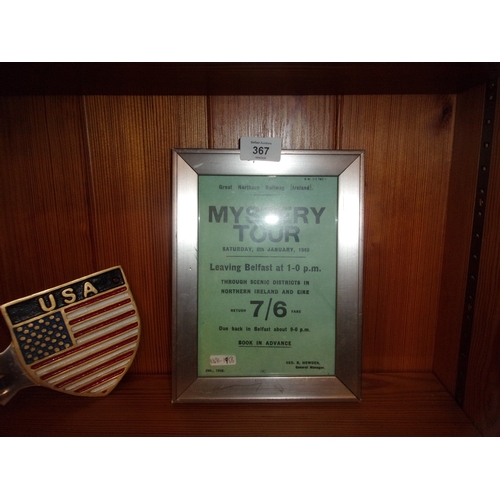 367
Great Northern Railway (Ireland)
MYSTERY
TOUR
SATURDAY, 8th JANUARY, 1955
Leaving Belfast at 1-0 p.m.
THROUGH SCENIC DISTRICTS IN
NORTHERN IRELAND AND EIRE
RETURN 7/6 FARE
Due back in Belfast about 9-0 p.m.
BOOK IN ADVANCE
General Manager.
USA